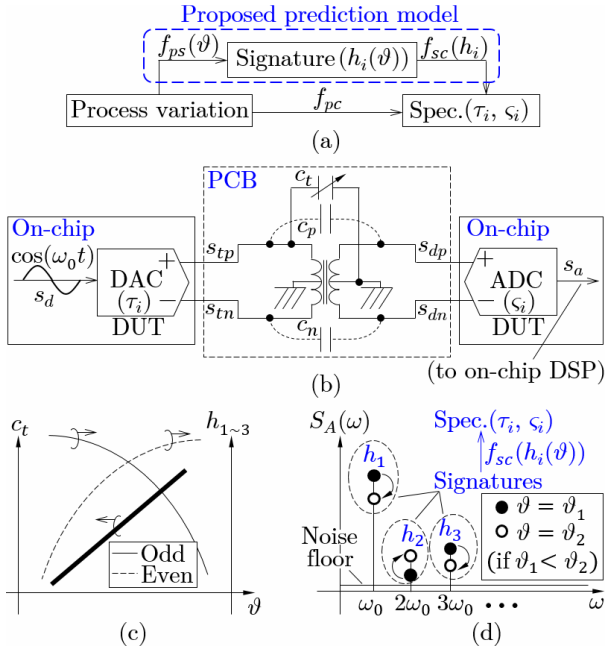 Proposed prediction model
f_ps(ϑ)
Signature (h_i(ϑ))
f_sc(h_i)
Process variation
f_pc
Spec.(τ_i, ς_i)
(a)
PCB
c_t
On-chip
cos(ω_0 t)
s_d
DAC
(τ_i)
DUT
+
−
s_tp
s_tn
c_p
c_n
s_dp
s_dn
On-chip
+
−
ADC
(ς_i)
DUT
s_a
(to on-chip DSP)
(b)
c_t
h_1~3
Odd
Even
ϑ
(c)
S_A(ω)
Spec.(τ_i, ς_i)
f_sc(h_i(ϑ))
Signatures
h_1
h_2
h_3
Noise
floor
ϑ = ϑ_1
ϑ = ϑ_2
(if ϑ_1 < ϑ_2)
ω_0
2ω_0
3ω_0
•••
ω
(d)